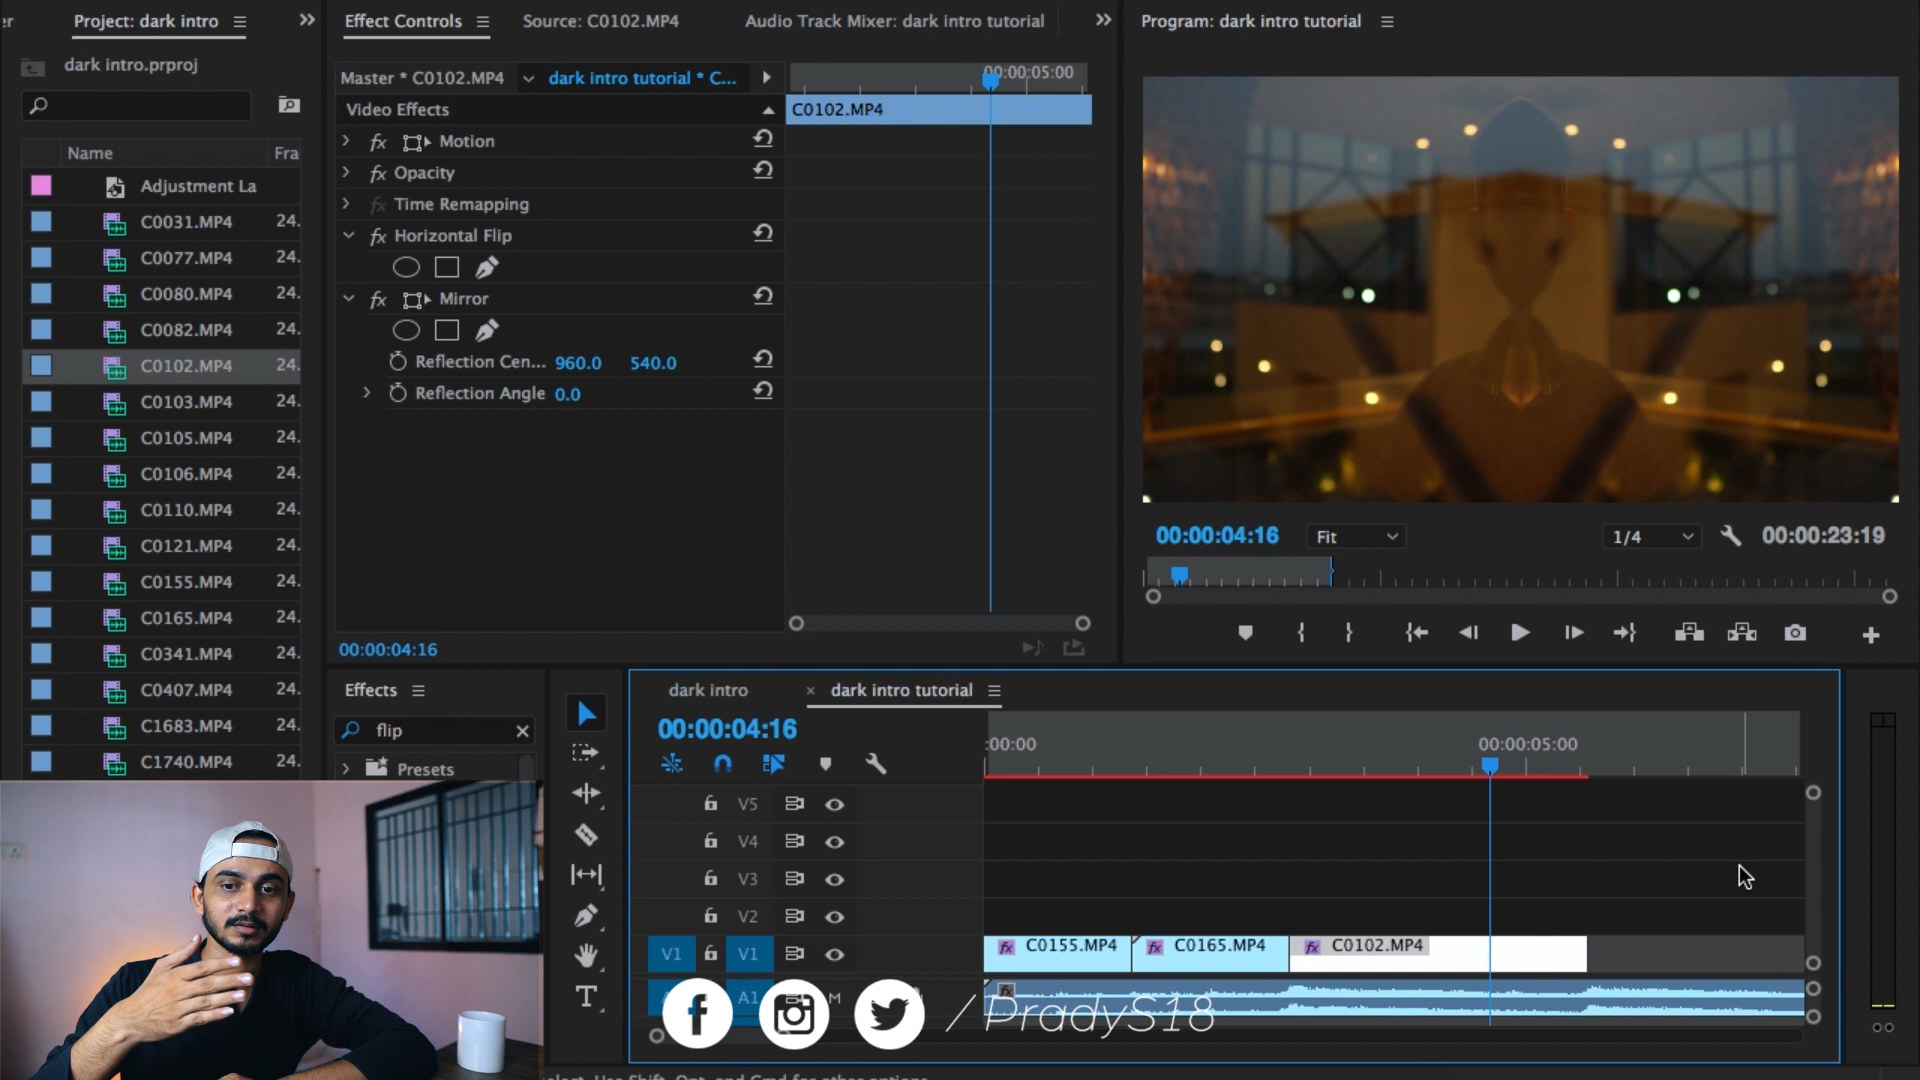 er
Project: dark intro
Effect Controls
Source: C0102.MP4
Audio Track Mixer: dark intro tutorial
Program: dark intro tutorial
dark intro.prproj
Master * C0102.MP4
dark intro tutorial * C...
00:00:05:00
Video Effects
C0102.MP4
fx Motion
fx Opacity
fx Time Remapping
fx Horizontal Flip
fx Mirror
Reflection Cen... 960.0 540.0
Reflection Angle 0.0
00:00:04:16
Name Fra
Adjustment La
C0031.MP4 24.
C0077.MP4 24.
C0080.MP4 24.
C0082.MP4 24.
C0102.MP4 24.
C0103.MP4 24.
C0105.MP4 24.
C0106.MP4 24.
C0110.MP4 24.
C0121.MP4 24.
C0155.MP4 24.
C0165.MP4 24.
C0341.MP4 24.
C0407.MP4 24.
C1683.MP4 24.
C1740.MP4 24.
00:00:04:16
Fit
1/4
00:00:23:19
Effects
flip
Presets
dark intro
× dark intro tutorial
00:00:04:16
:00:00
00:00:05:00
V5
V4
V3
V2
V1 V1
fx C0155.MP4
fx C0165.MP4
fx C0102.MP4
A1
M
fx
/PradyS18
T